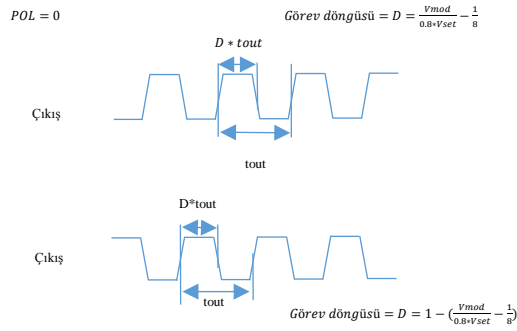 POL = 0
Görev döngüsü = D = Vmod/0.8*Vset − 1/8
D * tout
Çıkış
tout
D*tout
Çıkış
tout
Görev döngüsü = D = 1 − (Vmod/0.8*Vset − 1/8)